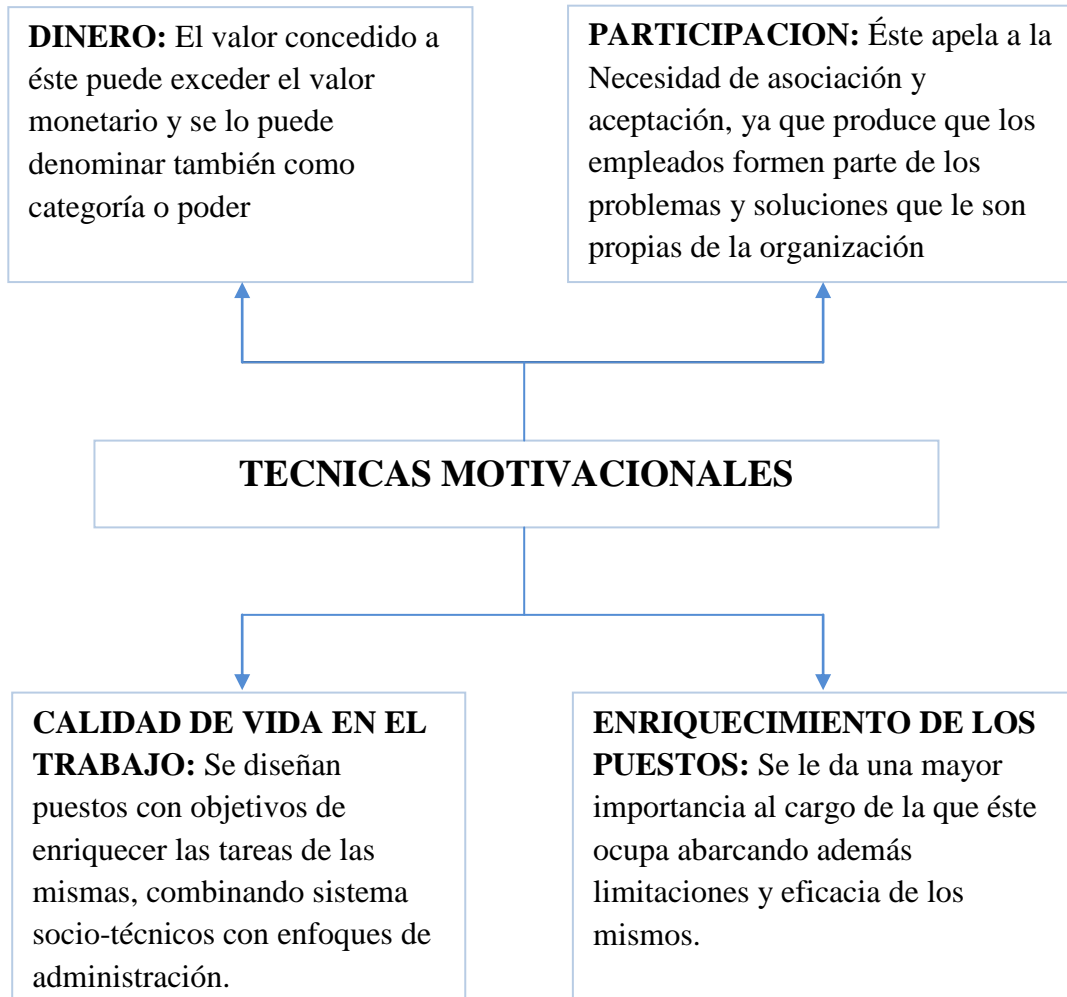 DINERO: El valor concedido a
éste puede exceder el valor
monetario y se lo puede
denominar también como
categoría o poder
PARTICIPACION: Éste apela a la
Necesidad de asociación y
aceptación, ya que produce que los
empleados formen parte de los
problemas y soluciones que le son
propias de la organización
TECNICAS MOTIVACIONALES
CALIDAD DE VIDA EN EL
TRABAJO: Se diseñan
puestos con objetivos de
enriquecer las tareas de las
mismas, combinando sistema
socio-técnicos con enfoques de
administración.
ENRIQUECIMIENTO DE LOS
PUESTOS: Se le da una mayor
importancia al cargo de la que éste
ocupa abarcando además
limitaciones y eficacia de los
mismos.